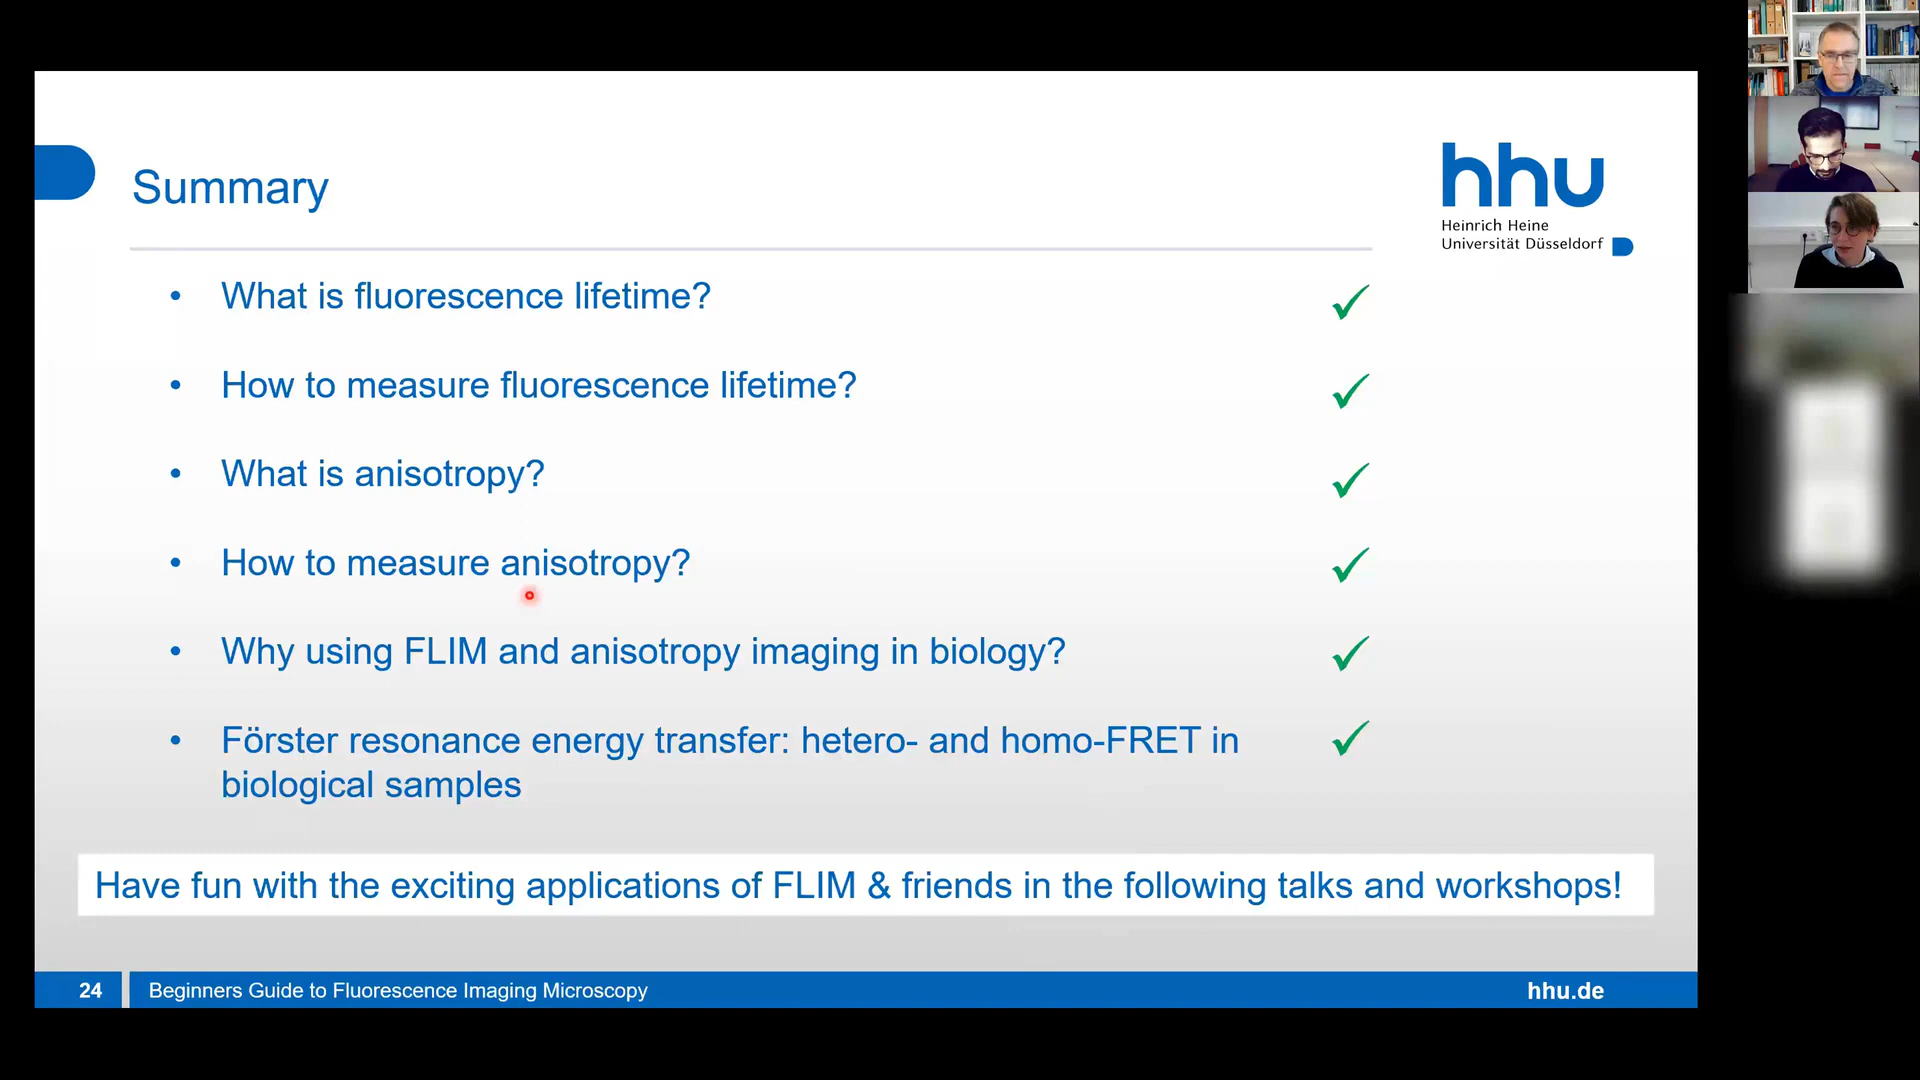 Summary
hhu
Heinrich Heine
Universität Düsseldorf
• What is fluorescence lifetime? ✓
• How to measure fluorescence lifetime? ✓
• What is anisotropy? ✓
• How to measure anisotropy? ✓
• Why using FLIM and anisotropy imaging in biology? ✓
• Förster resonance energy transfer: hetero- and homo-FRET in ✓
biological samples
Have fun with the exciting applications of FLIM & friends in the following talks and workshops!
24 Beginners Guide to Fluorescence Imaging Microscopy hhu.de